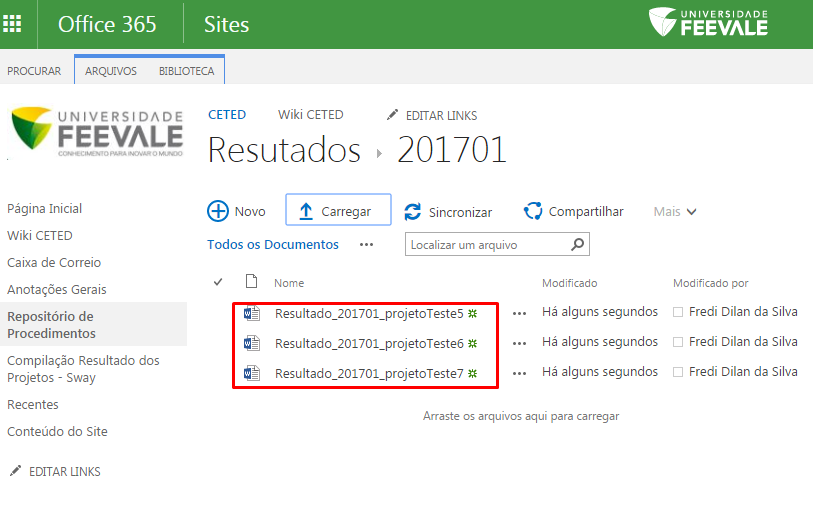 Office 365
Sites
UNIVERSIDADE
FEEVALE
PROCURAR
ARQUIVOS
BIBLIOTECA
UNIVERSIDADE
FEEVALE
CONHECIMENTO PARA INOVAR O MUNDO
CETED
Wiki CETED
EDITAR LINKS
Resutados
201701
Página Inicial
Wiki CETED
Caixa de Correio
Anotações Gerais
Repositório de
Procedimentos
Compilação Resultado dos
Projetos - Sway
Recentes
Conteúdo do Site
EDITAR LINKS
Novo
Carregar
Sincronizar
Compartilhar
Mais
Todos os Documentos
Localizar um arquivo
Nome
Modificado
Modificado por
Resultado_201701_projetoTeste5
Há alguns segundos
Fredi Dilan da Silva
Resultado_201701_projetoTeste6
Há alguns segundos
Fredi Dilan da Silva
Resultado_201701_projetoTeste7
Há alguns segundos
Fredi Dilan da Silva
Arraste os arquivos aqui para carregar